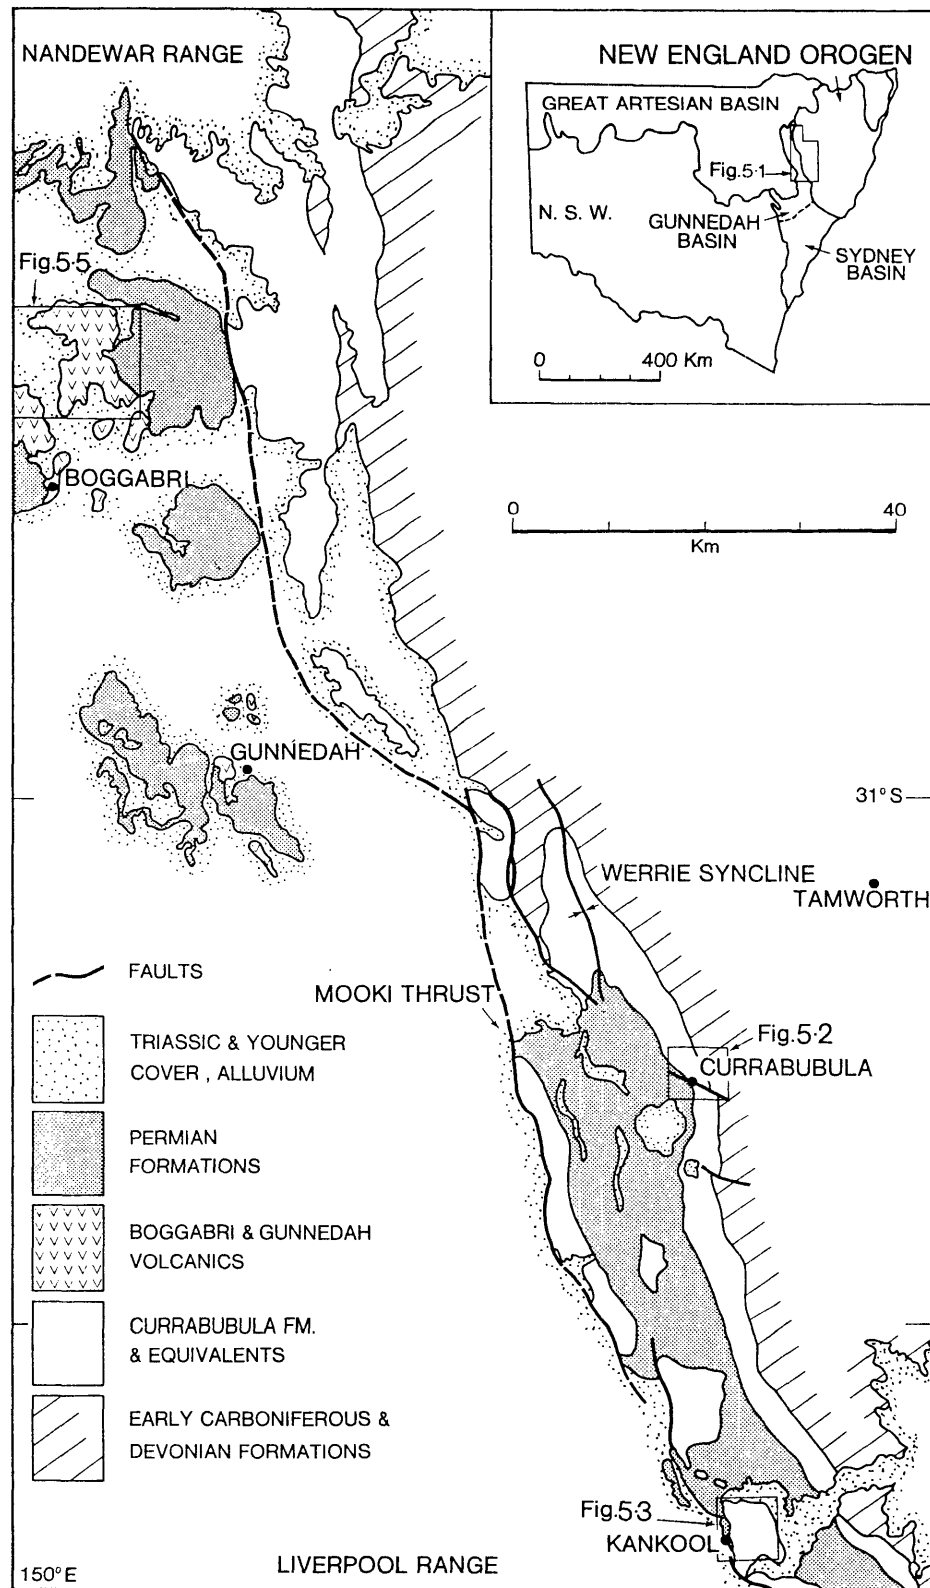 NANDEWAR RANGE
NEW ENGLAND OROGEN
GREAT ARTESIAN BASIN
Fig.5·1
N. S. W.
GUNNEDAH
BASIN
SYDNEY
BASIN
0 400 Km
Fig.5·5
BOGGABRI
0 40
Km
GUNNEDAH
31°S
WERRIE SYNCLINE
TAMWORTH
MOOKI THRUST
Fig.5·2
CURRABUBULA
FAULTS
TRIASSIC & YOUNGER
COVER , ALLUVIUM
PERMIAN
FORMATIONS
BOGGABRI & GUNNEDAH
VOLCANICS
CURRABUBULA FM.
& EQUIVALENTS
EARLY CARBONIFEROUS &
DEVONIAN FORMATIONS
Fig.5·3
KANKOOL
150°E
LIVERPOOL RANGE